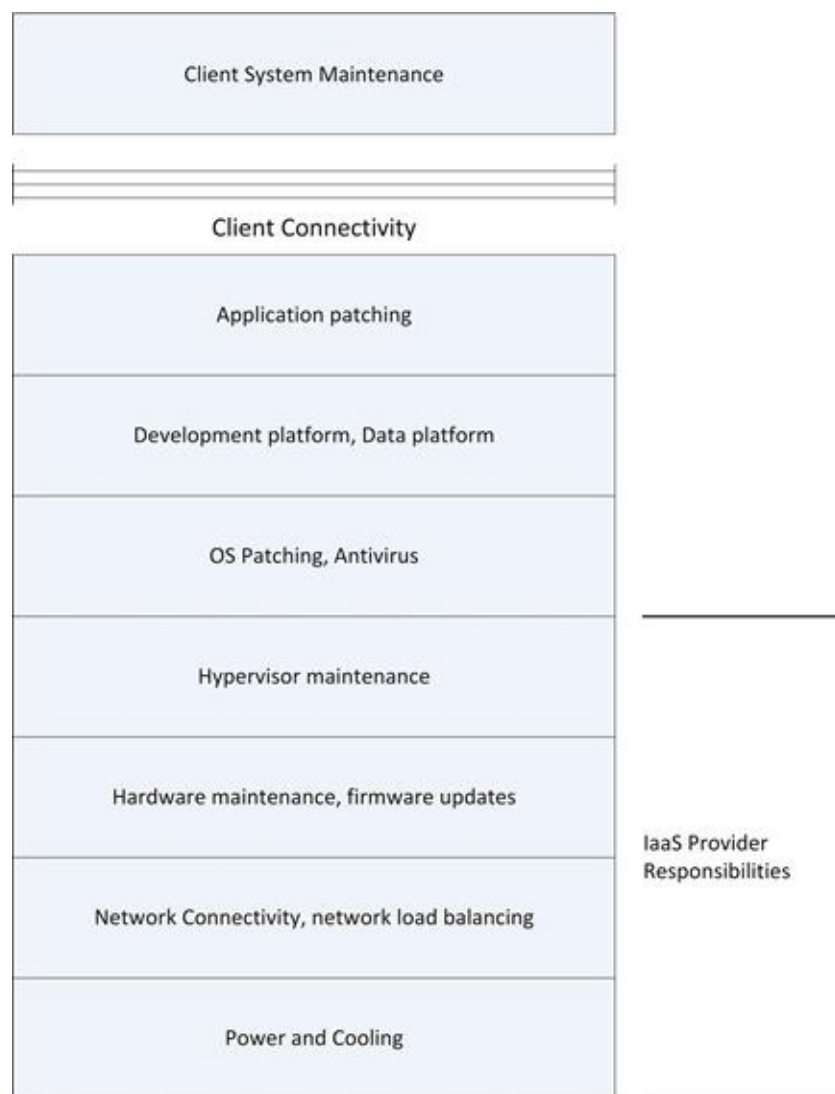 Client System Maintenance
Client Connectivity
Application patching
Development platform, Data platform
OS Patching, Antivirus
Hypervisor maintenance
Hardware maintenance, firmware updates
IaaS Provider
Responsibilities
Network Connectivity, network load balancing
Power and Cooling